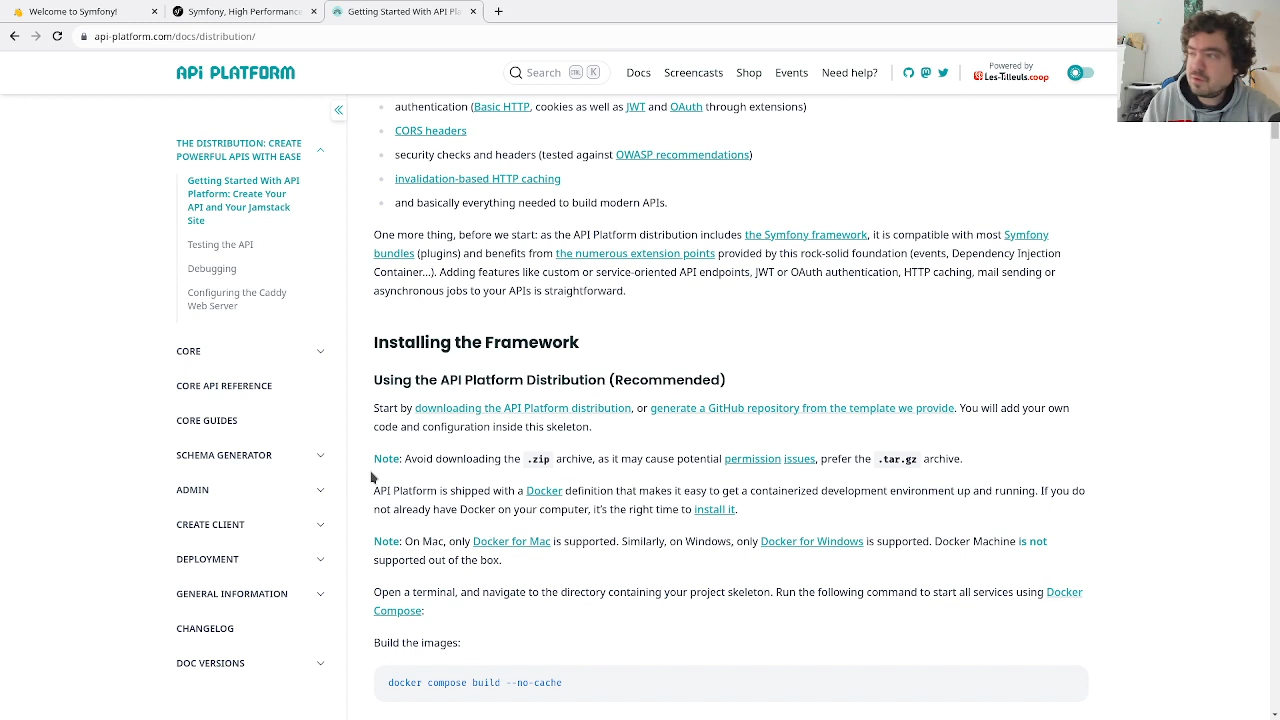 Welcome to Symfony!
Symfony, High Performance
Getting Started With API Pla
api-platform.com/docs/distribution/
API PLATFORM
Search
K
Docs
Screencasts
Shop
Events
Need help?
Powered by
Les-Tilleuls.coop
THE DISTRIBUTION: CREATE
POWERFUL APIS WITH EASE
Getting Started With API
Platform: Create Your
API and Your Jamstack
Site
Testing the API
Debugging
Configuring the Caddy
Web Server
CORE
CORE API REFERENCE
CORE GUIDES
SCHEMA GENERATOR
ADMIN
CREATE CLIENT
DEPLOYMENT
GENERAL INFORMATION
CHANGELOG
DOC VERSIONS
authentication (Basic HTTP, cookies as well as JWT and OAuth through extensions)
CORS headers
security checks and headers (tested against OWASP recommendations)
invalidation-based HTTP caching
and basically everything needed to build modern APIs.
One more thing, before we start: as the API Platform distribution includes the Symfony framework, it is compatible with most Symfony
bundles (plugins) and benefits from the numerous extension points provided by this rock-solid foundation (events, Dependency Injection
Container...). Adding features like custom or service-oriented API endpoints, JWT or OAuth authentication, HTTP caching, mail sending or
asynchronous jobs to your APIs is straightforward.
Installing the Framework
Using the API Platform Distribution (Recommended)
Start by downloading the API Platform distribution, or generate a GitHub repository from the template we provide. You will add your own
code and configuration inside this skeleton.
Note: Avoid downloading the .zip archive, as it may cause potential permission issues, prefer the .tar.gz archive.
API Platform is shipped with a Docker definition that makes it easy to get a containerized development environment up and running. If you do
not already have Docker on your computer, it's the right time to install it.
Note: On Mac, only Docker for Mac is supported. Similarly, on Windows, only Docker for Windows is supported. Docker Machine is not
supported out of the box.
Open a terminal, and navigate to the directory containing your project skeleton. Run the following command to start all services using Docker
Compose:
Build the images:
docker compose build --no-cache